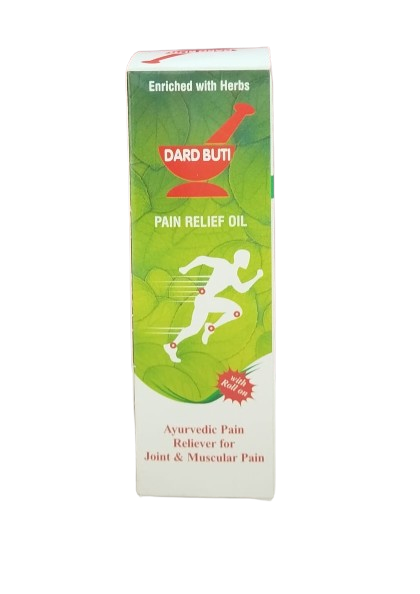 Enriched with Herbs
DARD BUTI
PAIN RELIEF OIL
with
Roll on
Ayurvedic Pain
Reliever for
Joint & Muscular Pain